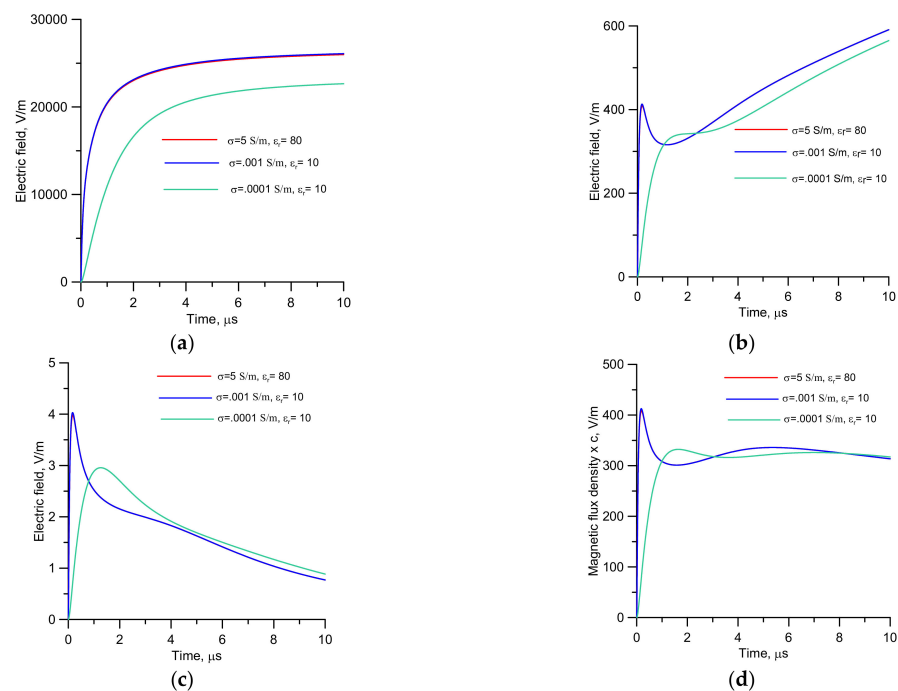 30000
20000
10000
0
Electric field, V/m
σ=5 S/m, εr= 80
σ=.001 S/m, εr= 10
σ=.0001 S/m, εr= 10
0 2 4 6 8 10
Time, μs
(a)
600
400
200
0
Electric field, V/m
σ=5 S/m, εr= 80
σ=.001 S/m, εr= 10
σ=.0001 S/m, εr= 10
0 2 4 6 8 10
Time, μs
(b)
5
4
3
2
1
0
Electric field, V/m
σ=5 S/m, εr= 80
σ=.001 S/m, εr= 10
σ=.0001 S/m, εr= 10
0 2 4 6 8 10
Time, μs
(c)
500
400
300
200
100
0
Magnetic flux density x c, V/m
σ=5 S/m, εr= 80
σ=.001 S/m, εr= 10
σ=.0001 S/m, εr= 10
0 2 4 6 8 10
Time, μs
(d)